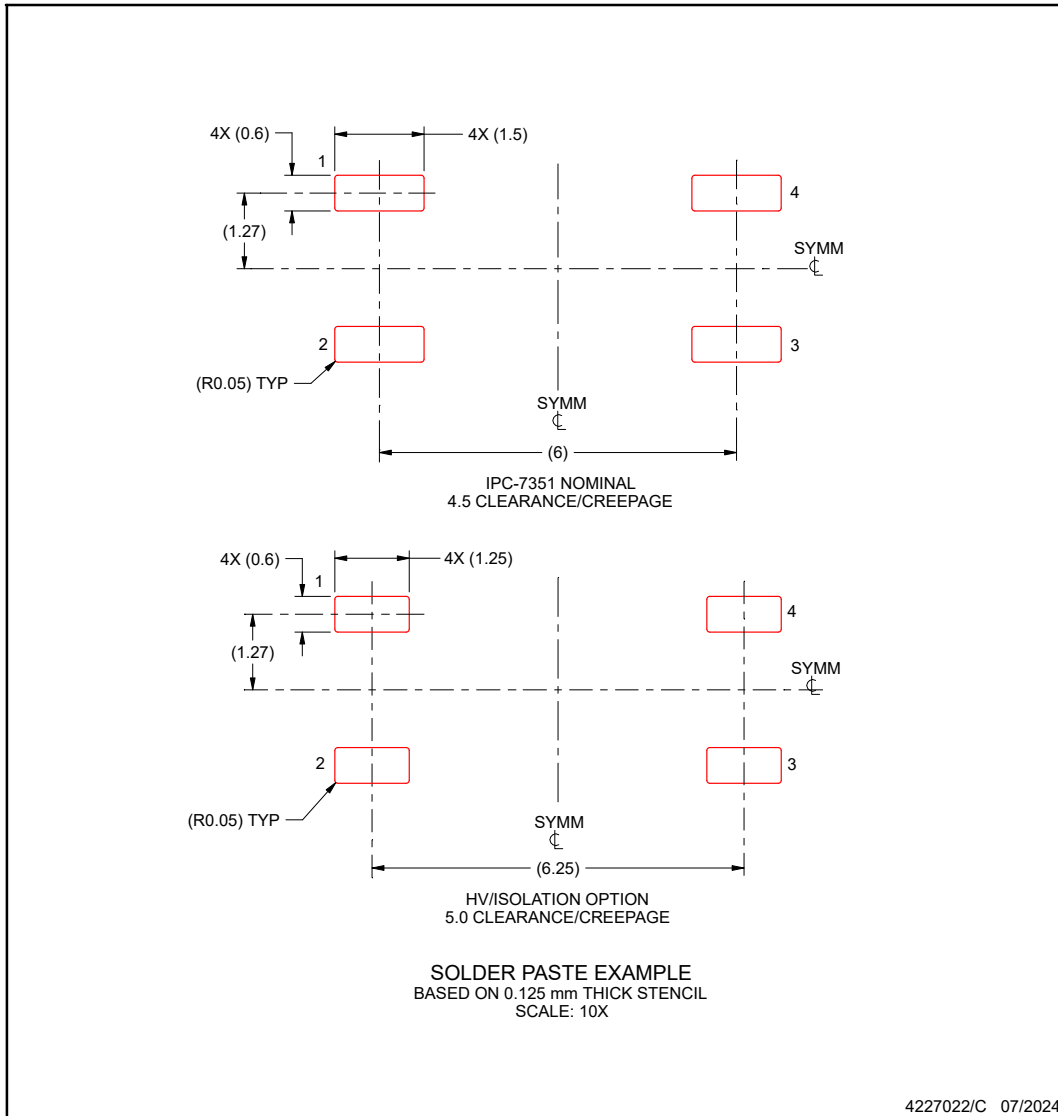 4X (0.6)
4X (1.5)
1
4
(1.27)
SYMM
2
3
(R0.05) TYP
SYMM
(6)
IPC-7351 NOMINAL
4.5 CLEARANCE/CREEPAGE
4X (0.6)
4X (1.25)
1
4
(1.27)
SYMM
2
3
(R0.05) TYP
SYMM
(6.25)
HV/ISOLATION OPTION
5.0 CLEARANCE/CREEPAGE
SOLDER PASTE EXAMPLE
BASED ON 0.125 mm THICK STENCIL
SCALE: 10X
4227022/C 07/2024